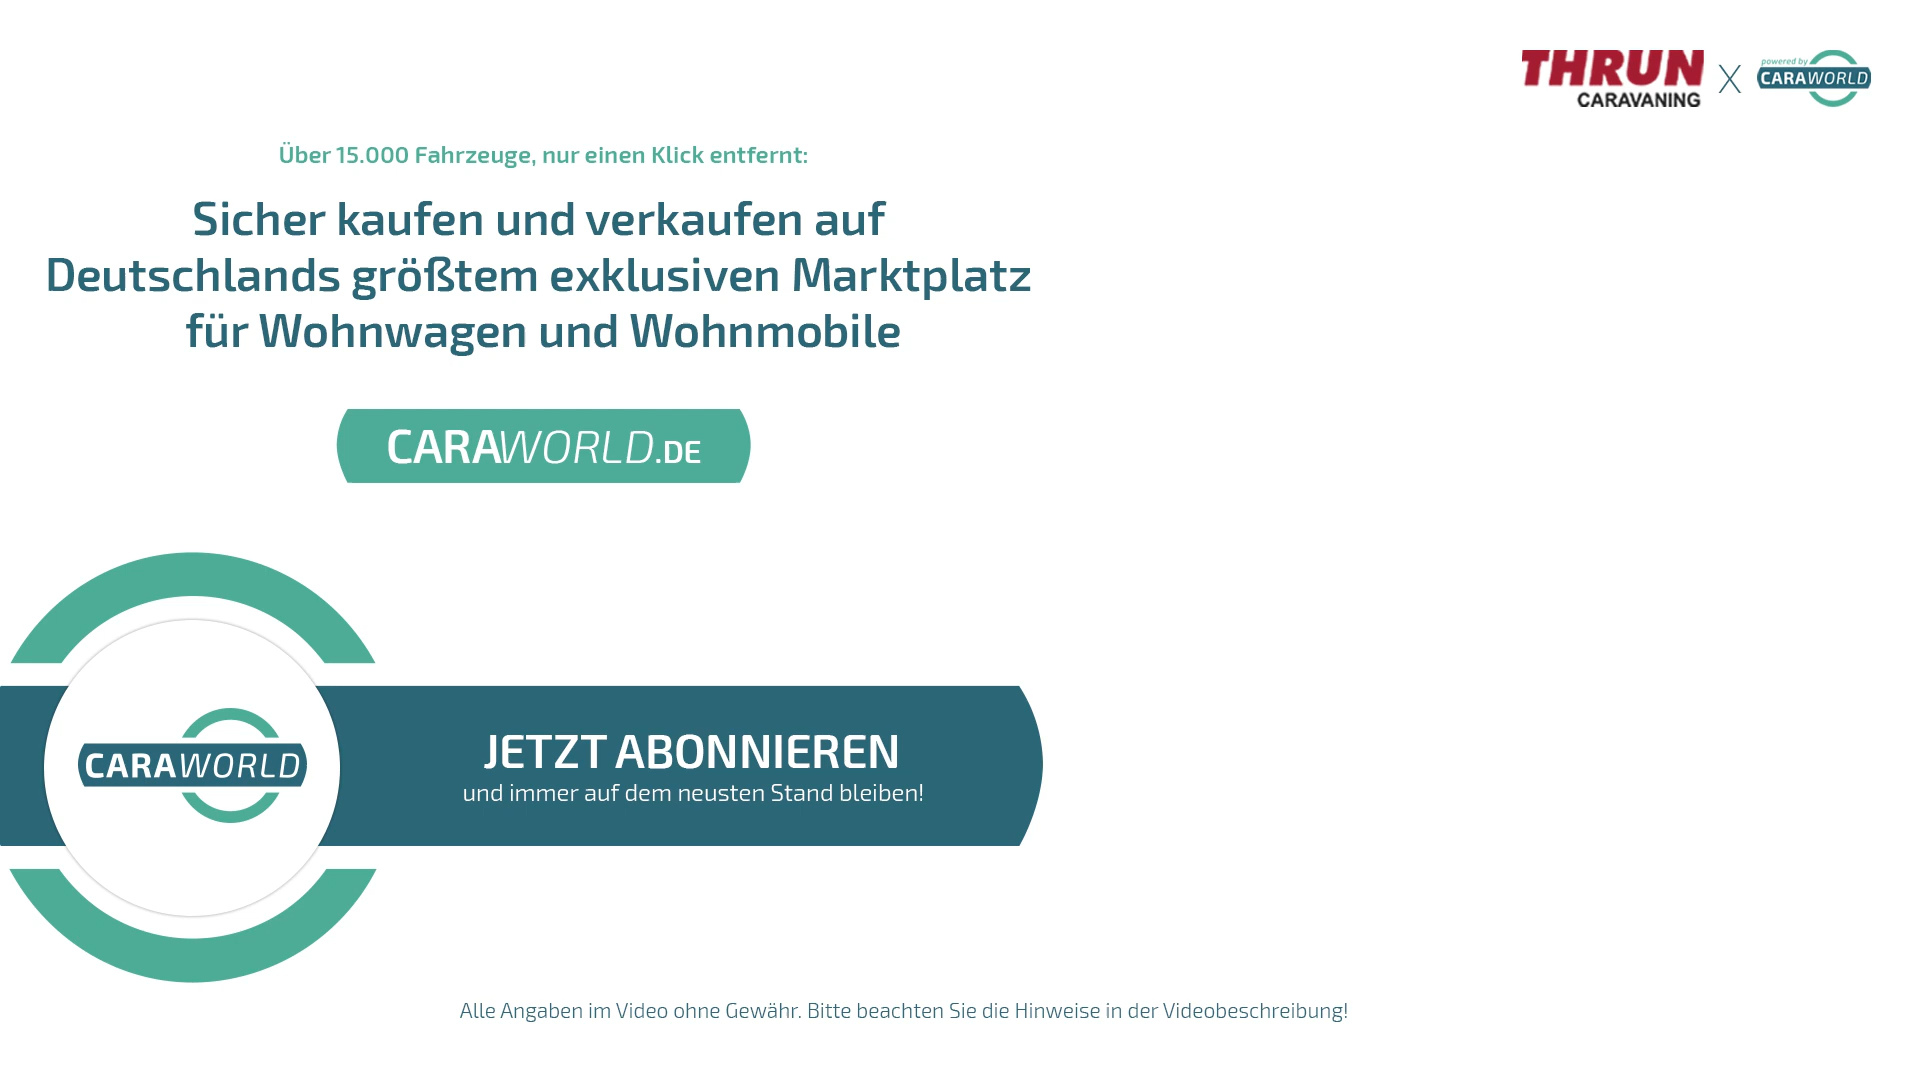 THRUN
CARAVANING
X
powered by
CARAWORLD
Über 15.000 Fahrzeuge, nur einen Klick entfernt:
Sicher kaufen und verkaufen auf
Deutschlands größtem exklusiven Marktplatz
für Wohnwagen und Wohnmobile
CARAWORLD.DE
CARAWORLD
JETZT ABONNIEREN
und immer auf dem neusten Stand bleiben!
Alle Angaben im Video ohne Gewähr. Bitte beachten Sie die Hinweise in der Videobeschreibung!